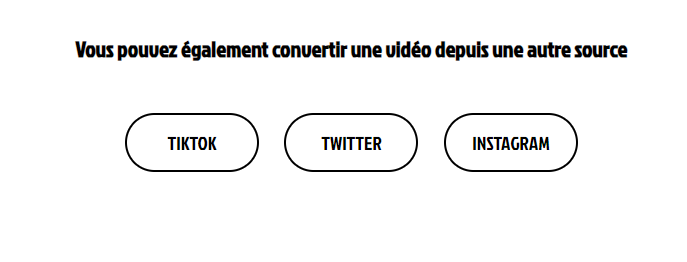 Vous pouvez également convertir une vidéo depuis une autre source
TIKTOK TWITTER INSTAGRAM